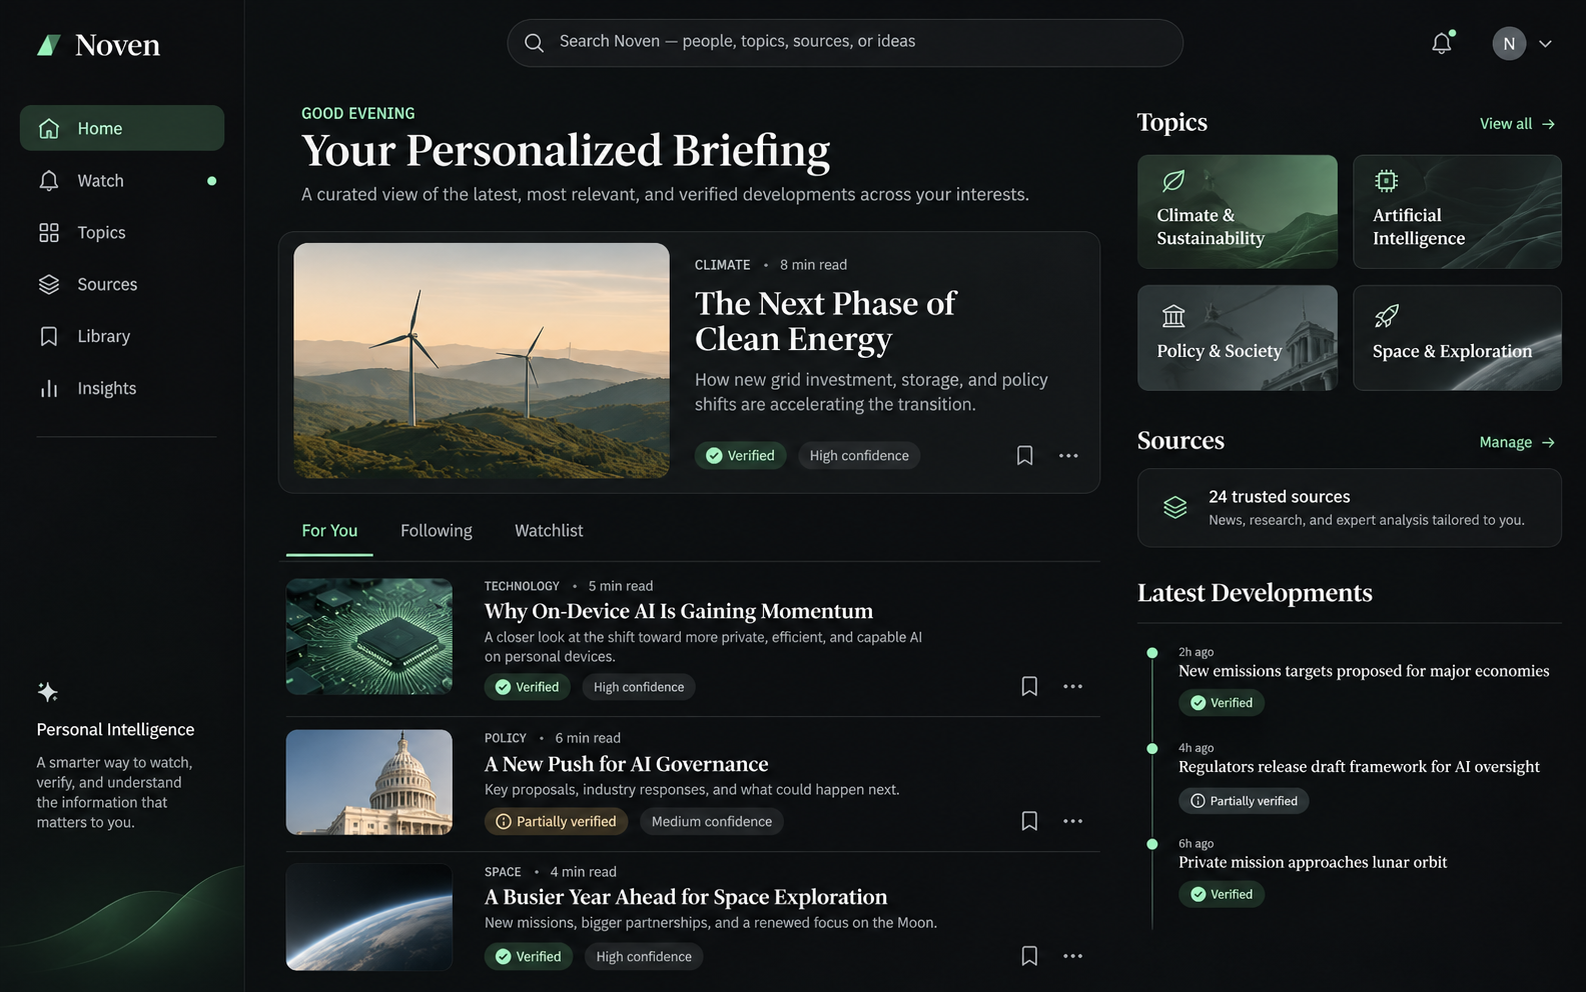 Noven
Search Noven — people, topics, sources, or ideas
N
Home
Watch
Topics
Sources
Library
Insights
Personal Intelligence
A smarter way to watch,
verify, and understand
the information that
matters to you.
GOOD EVENING
Your Personalized Briefing
A curated view of the latest, most relevant, and verified developments across your interests.
CLIMATE • 8 min read
The Next Phase of
Clean Energy
How new grid investment, storage, and policy
shifts are accelerating the transition.
Verified High confidence
For You Following Watchlist
TECHNOLOGY • 5 min read
Why On-Device AI Is Gaining Momentum
A closer look at the shift toward more private, efficient, and capable AI
on personal devices.
Verified High confidence
POLICY • 6 min read
A New Push for AI Governance
Key proposals, industry responses, and what could happen next.
Partially verified Medium confidence
SPACE • 4 min read
A Busier Year Ahead for Space Exploration
New missions, bigger partnerships, and a renewed focus on the Moon.
Verified High confidence
Topics View all →
Climate &
Sustainability
Artificial
Intelligence
Policy & Society
Space & Exploration
Sources Manage →
24 trusted sources
News, research, and expert analysis tailored to you.
Latest Developments
2h ago
New emissions targets proposed for major economies
Verified
4h ago
Regulators release draft framework for AI oversight
Partially verified
6h ago
Private mission approaches lunar orbit
Verified